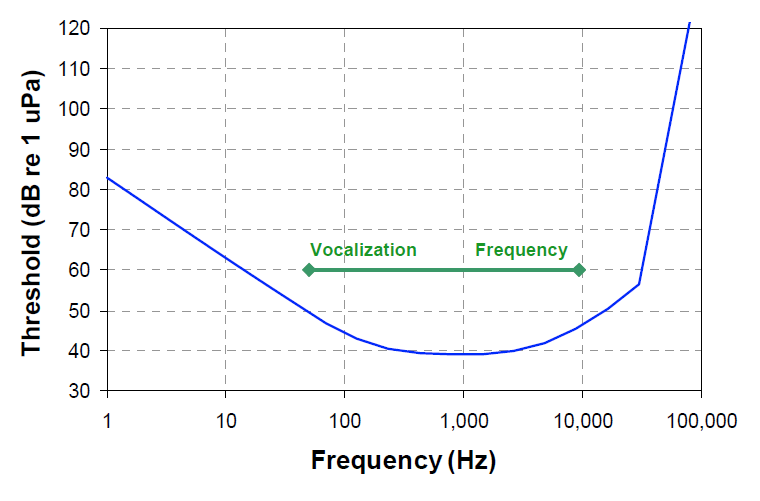 120
110
100
90
80
70
60
50
40
30
Threshold (dB re 1 uPa)
Vocalization Frequency
1 10 100 1,000 10,000 100,000
Frequency (Hz)